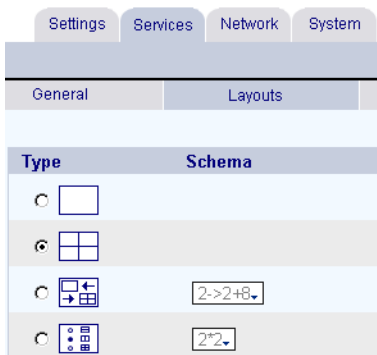 Settings Services Network System
General Layouts
Type Schema
2->2+8
2*2